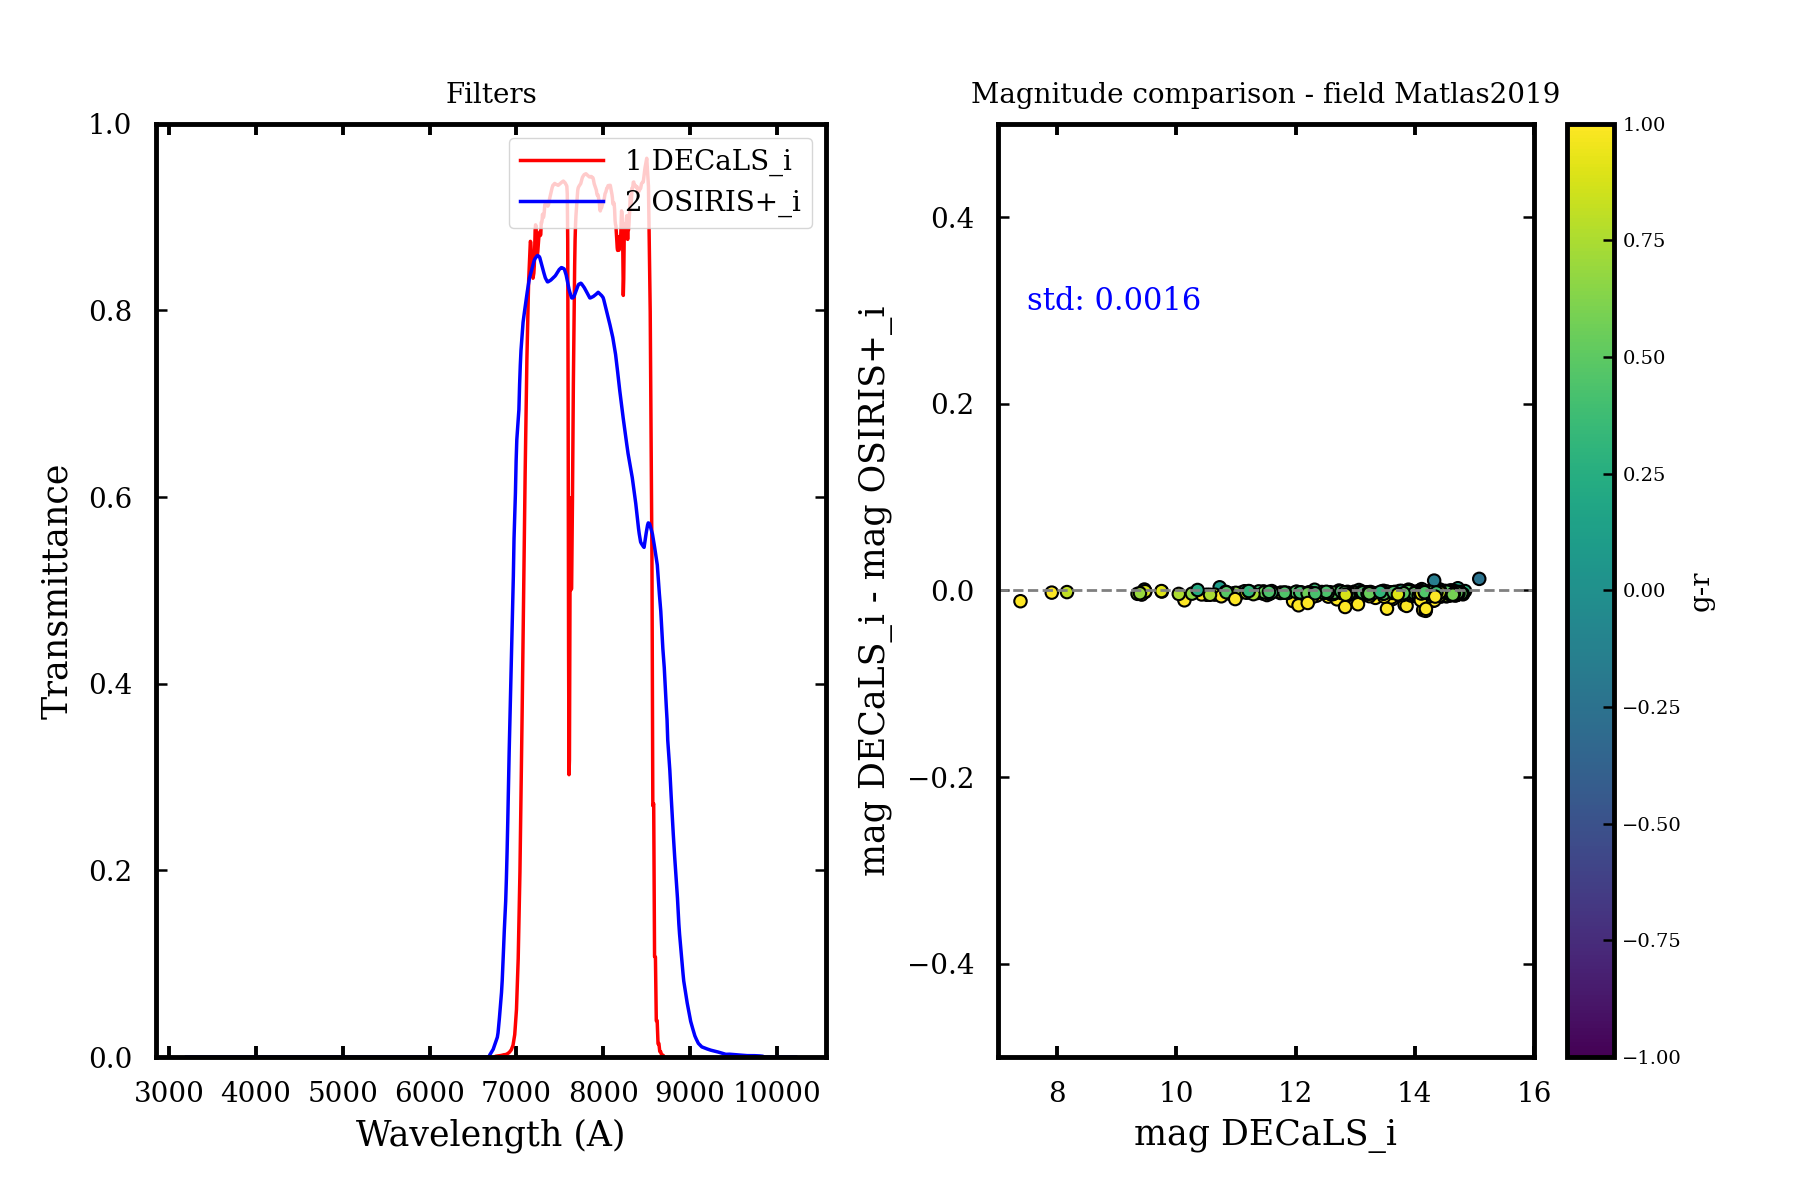 Filters
1.0
0.8
0.6
0.4
0.2
0.0
Transmittance
1 DECaLS_i
2 OSIRIS+_i
3000 4000 5000 6000 7000 8000 9000 10000
Wavelength (A)
Magnitude comparison - field Matlas2019
0.4
0.2
0.0
−0.2
−0.4
mag DECaLS_i - mag OSIRIS+_i
std: 0.0016
8 10 12 14 16
mag DECaLS_i
1.00
0.75
0.50
0.25
0.00
−0.25
−0.50
−0.75
−1.00
g-r